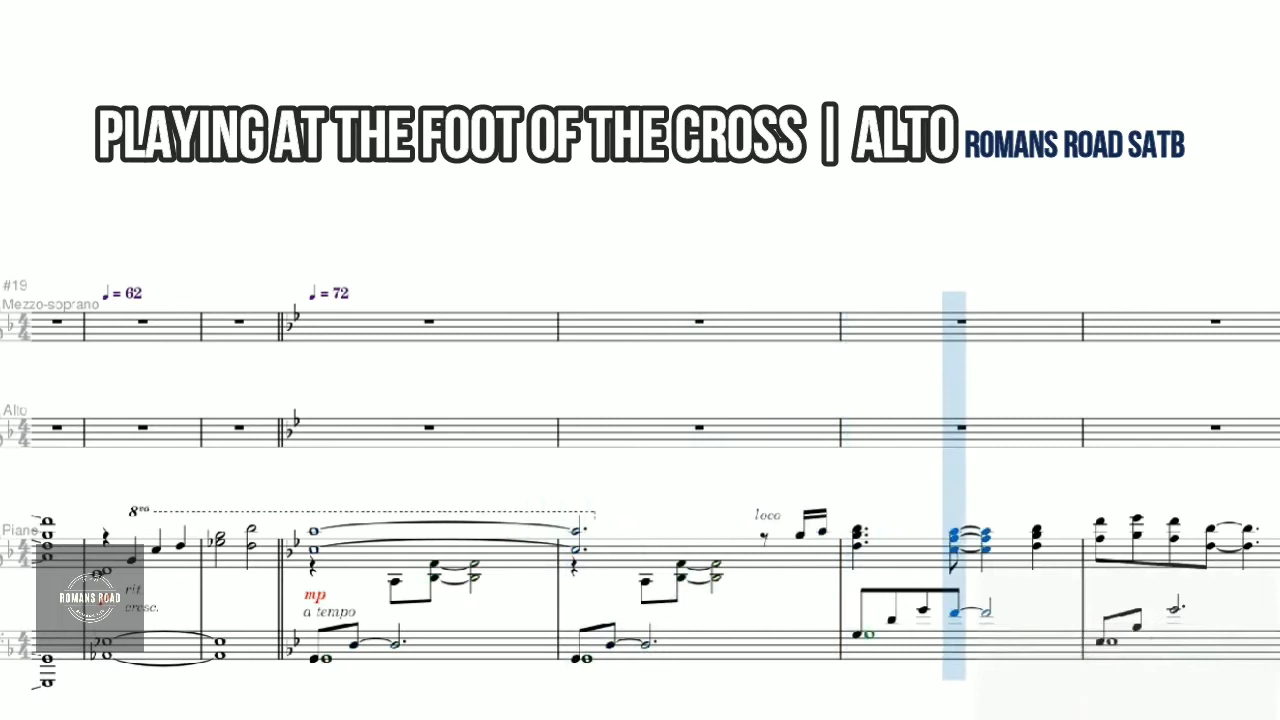 PLAYING AT THE FOOT OF THE CROSS | ALTO ROMANS ROAD SATB
#19
Mezzo-soprano
♩ = 62
♩ = 72
Alto
Piano
8va
loco
rit
cresc.
mp
a tempo
ROMANS ROAD